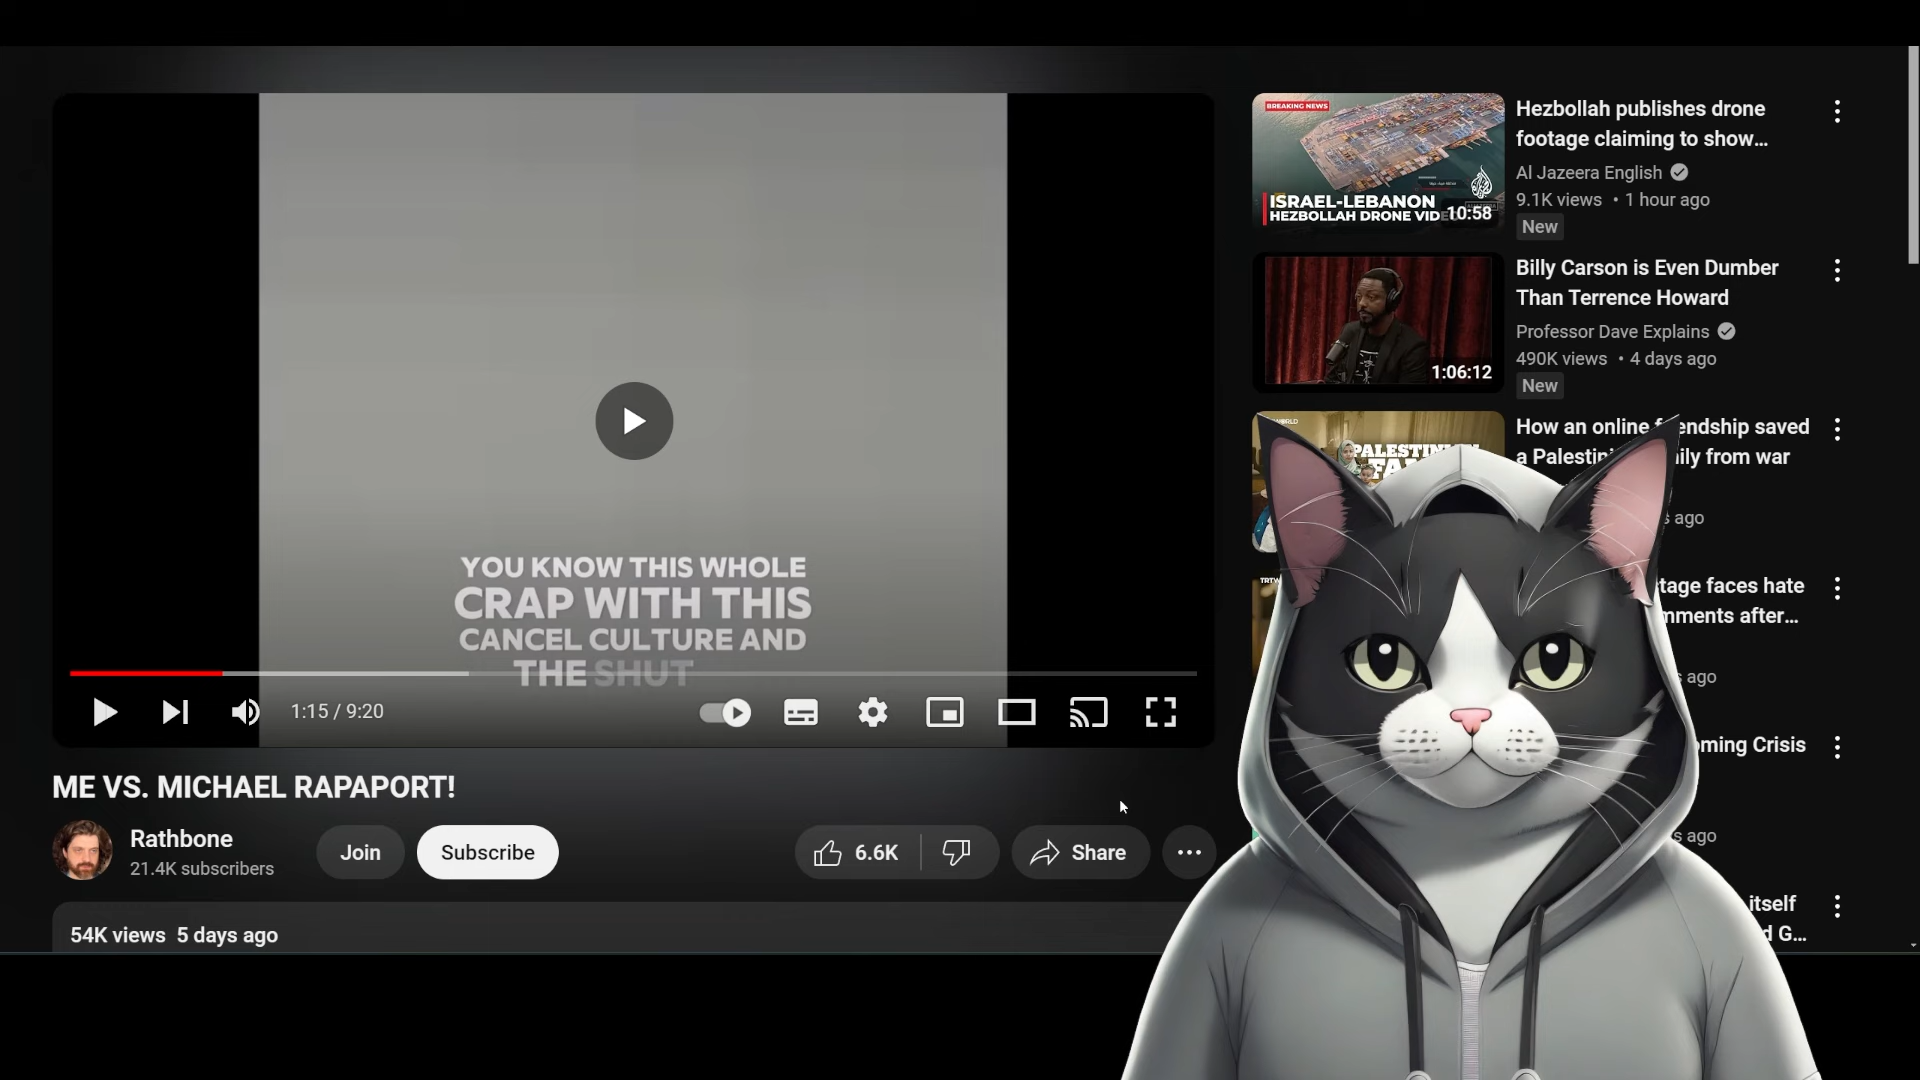 YOU KNOW THIS WHOLE
CRAP WITH THIS
CANCEL CULTURE AND
THE SHUT
1:15 / 9:20
ME VS. MICHAEL RAPAPORT!
Rathbone
21.4K subscribers
Join
Subscribe
6.6K
Share
54K views 5 days ago
BREAKING NEWS
ISRAEL-LEBANON
HEZBOLLAH DRONE VID
10:58
Hezbollah publishes drone
footage claiming to show...
Al Jazeera English
9.1K views • 1 hour ago
New
1:06:12
Billy Carson is Even Dumber
Than Terrence Howard
Professor Dave Explains
490K views • 4 days ago
New
PALESTINIAN
How an online friendship saved
a Palestinian family from war
ago
tage faces hate
mments after...
ago
oming Crisis
s ago
itself
d G...